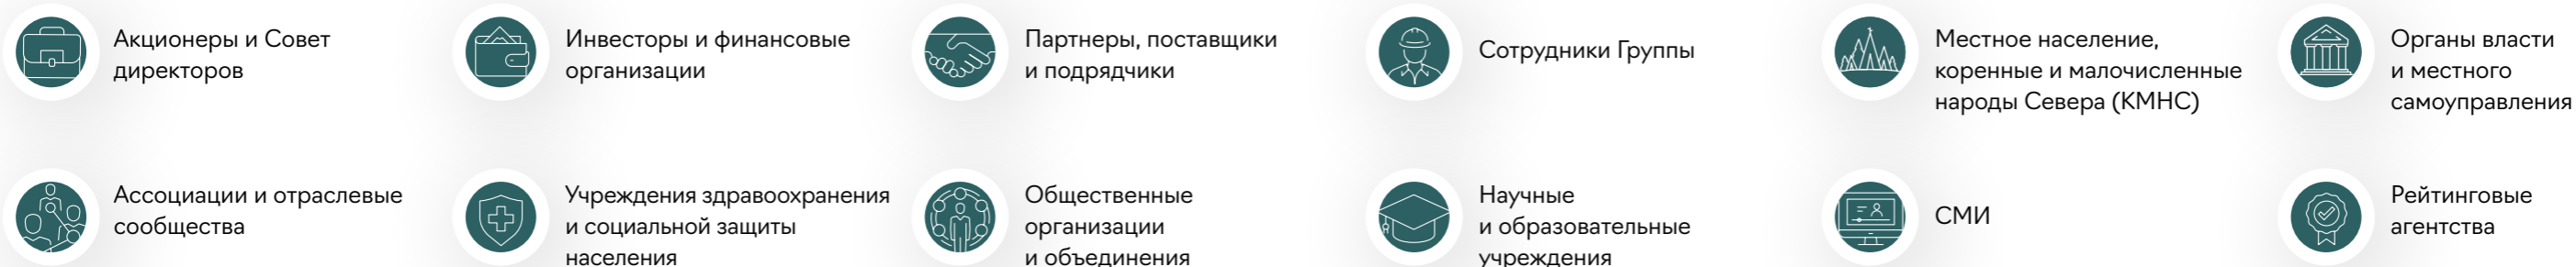 Акционеры и Совет
директоров
Инвесторы и финансовые
организации
Партнеры, поставщики
и подрядчики
Сотрудники Группы
Местное население,
коренные и малочисленные
народы Севера (КМНС)
Органы власти
и местного
самоуправления
Ассоциации и отраслевые
сообщества
Учреждения здравоохранения
и социальной защиты
населения
Общественные
организации
и объединения
Научные
и образовательные
учреждения
СМИ
Рейтинговые
агентства